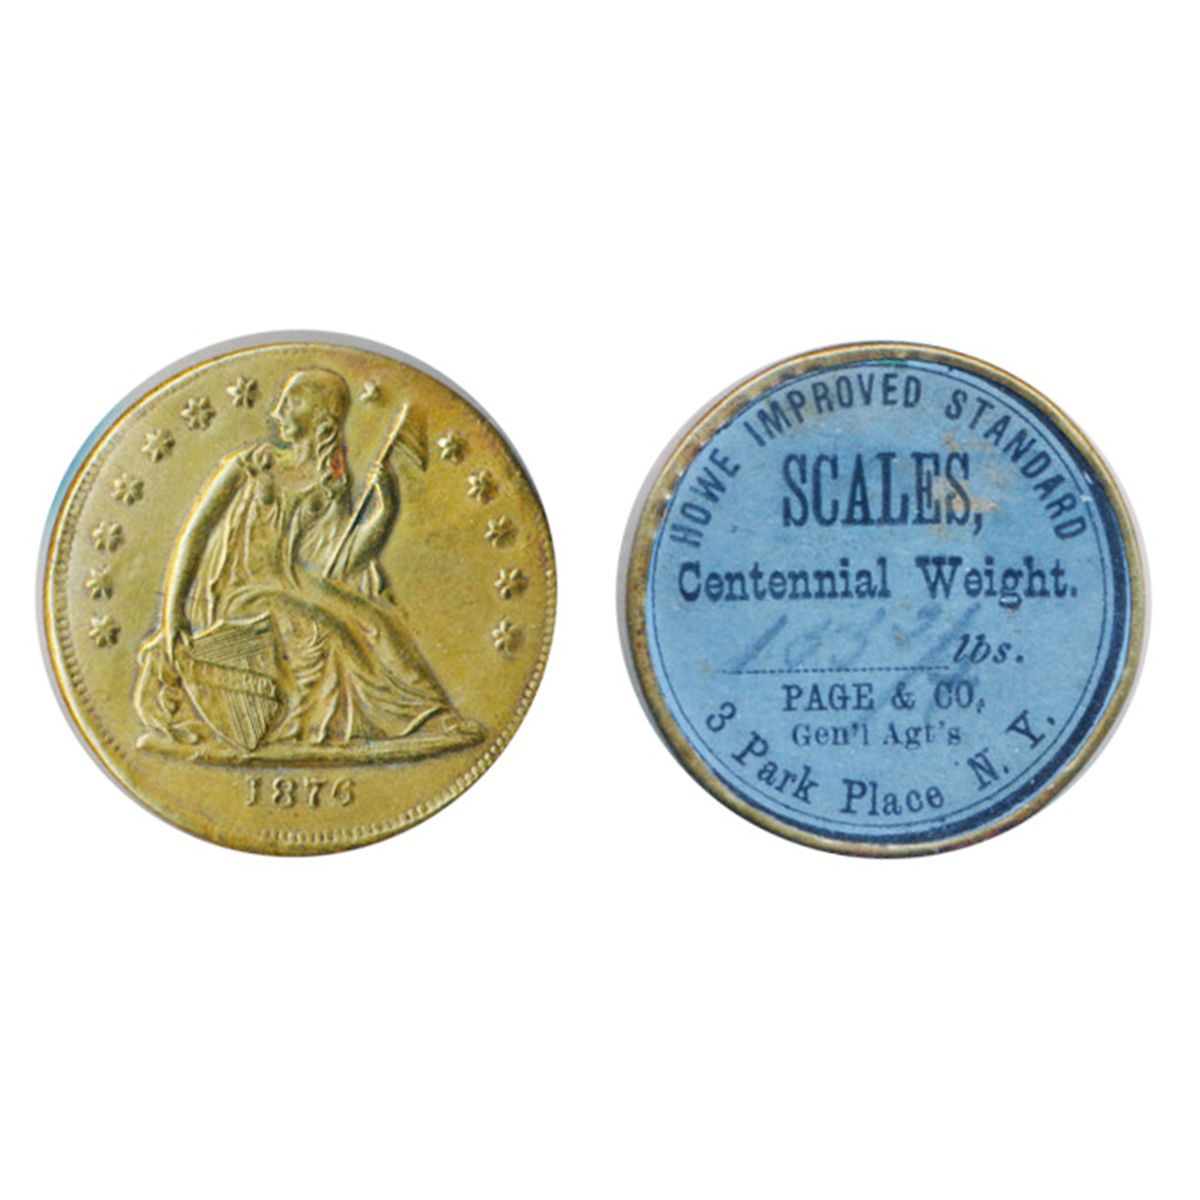 1876
HOWE IMPROVED STANDARD
SCALES,
Centennial Weight.
lbs.
PAGE & CO,
Gen'l Agt's
3 Park Place N. Y.